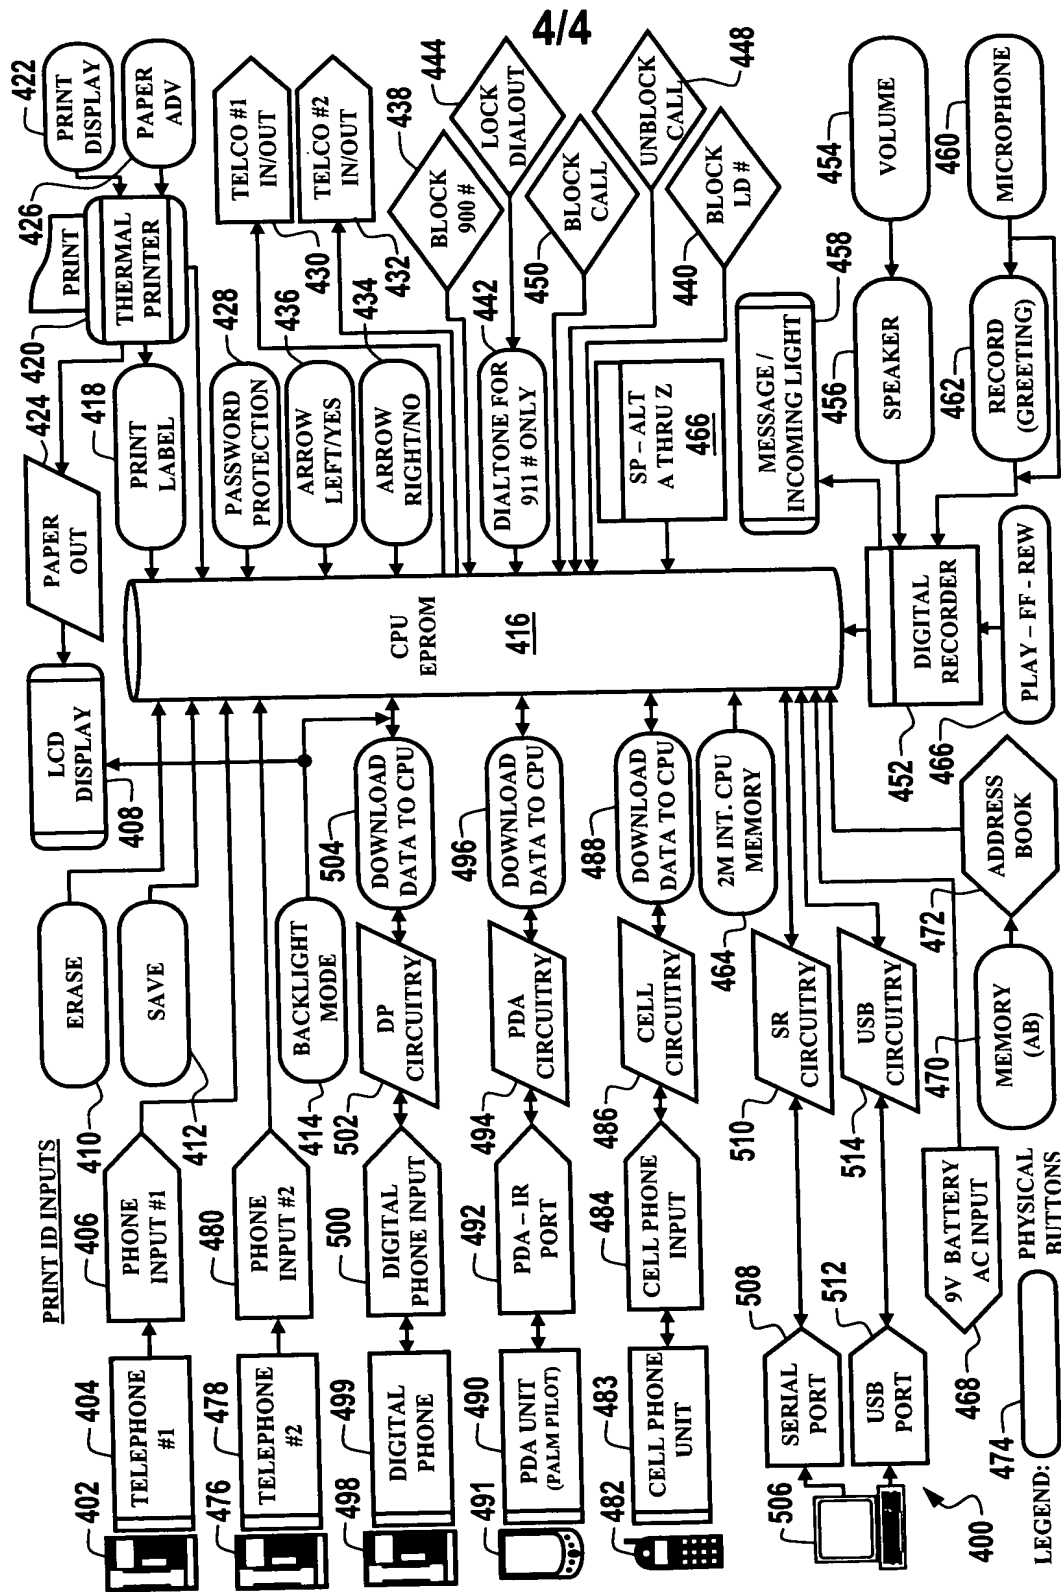 4/4
PRINT ID INPUTS
402
404
TELEPHONE
#1
406
PHONE
INPUT #1
410
ERASE
412
SAVE
408
LCD
DISPLAY
424
PAPER
OUT
420
PRINT
THERMAL
PRINTER
426
422
PRINT
DISPLAY
PAPER
ADV
418
PRINT
LABEL
476
478
TELEPHONE
#2
480
PHONE
INPUT #2
414
BACKLIGHT
MODE
428
PASSWORD
PROTECTION
436
ARROW
LEFT/YES
434
ARROW
RIGHT/NO
430
TELCO #1
IN/OUT
432
TELCO #2
IN/OUT
438
BLOCK
900 #
444
LOCK
DIALOUT
442
DIALTONE FOR
911 # ONLY
450
BLOCK
CALL
448
UNBLOCK
CALL
440
BLOCK
LD #
CPU
EPROM
416
498
499
DIGITAL
PHONE
500
DIGITAL
PHONE INPUT
502
DP
CIRCUITRY
504
DOWNLOAD
DATA TO CPU
491
490
PDA UNIT
(PALM PILOT)
492
PDA – IR
PORT
494
PDA
CIRCUITRY
496
DOWNLOAD
DATA TO CPU
482
483
CELL PHONE
UNIT
484
CELL PHONE
INPUT
486
CELL
CIRCUITRY
488
DOWNLOAD
DATA TO CPU
464
2M INT. CPU
MEMORY
SP – ALT
A THRU Z
466
MESSAGE /
INCOMING LIGHT
458
456
SPEAKER
454
VOLUME
462
RECORD
(GREETING)
460
MICROPHONE
506
508
SERIAL
PORT
510
SR
CIRCUITRY
512
USB
PORT
514
USB
CIRCUITRY
452
DIGITAL
RECORDER
466
PLAY – FF - REW
468
9V BATTERY
AC INPUT
470
MEMORY
(AB)
472
ADDRESS
BOOK
400
LEGEND:
474
PHYSICAL
BUTTONS